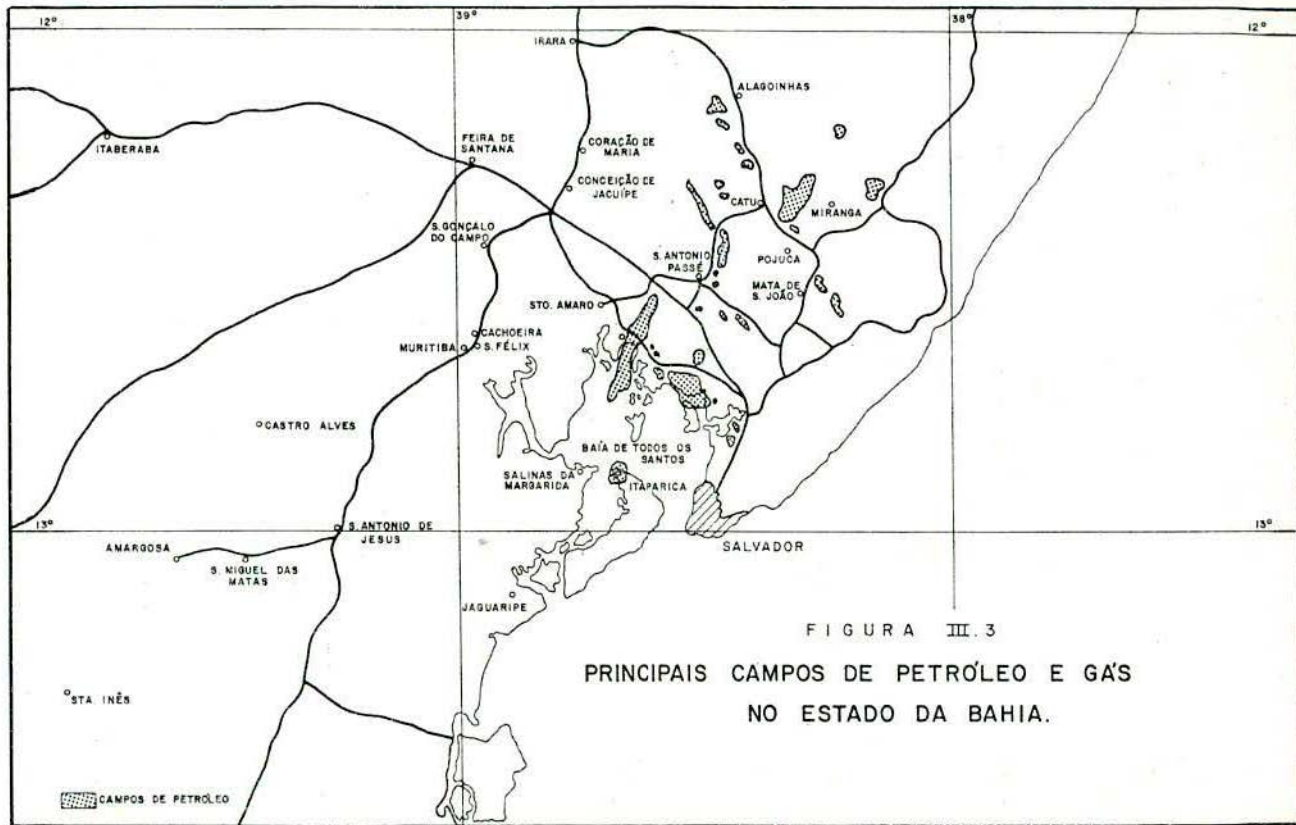 39°
38°
12°
12°
IRARA
ALAGOINHAS
ITABERABA
FEIRA DE
SANTANA
CORAÇÃO DE
MARIA
CONCEIÇÃO DE
JACUÍPE
CATU
MIRANGA
S. GONÇALO
DO CAMPO
S. ANTONIO
PASSÉ
POJUCA
MATA DE
S. JOÃO
STO. AMARO
CACHOEIRA
MURITIBA
S. FÉLIX
CASTRO ALVES
BAÍA DE TODOS OS
SANTOS
SALINAS DA
MARGARIDA
ITAPARICA
13°
13°
S. ANTONIO DE
JESUS
AMARGOSA
S. MIGUEL DAS
MATAS
SALVADOR
JAGUARIPE
FIGURA III.3
PRINCIPAIS CAMPOS DE PETRÓLEO E GÁS
NO ESTADO DA BAHIA.
STA. INÊS
CAMPOS DE PETRÓLEO